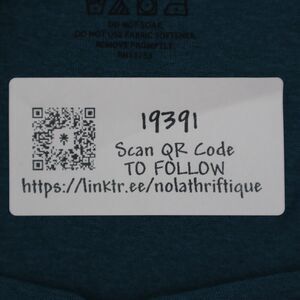 DO NOT SOAK.
DO NOT USE FABRIC SOFTENER.
REMOVE PROMPTLY.
19391
Scan QR Code
TO FOLLOW
https://linktr.ee/nolathriftique